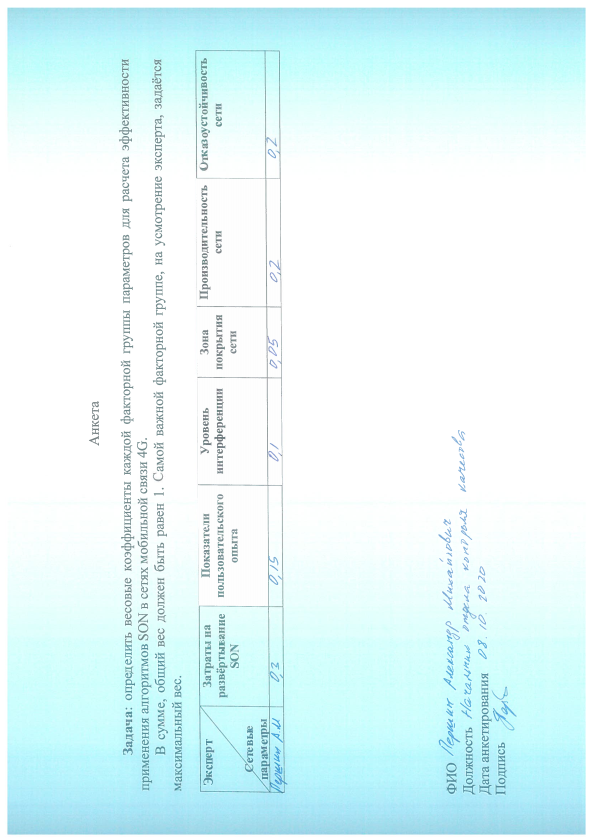 Анкета
Задача: определить весовые коэффициенты каждой факторной группы параметров для расчета эффективности
применения алгоритмов SON в сетях мобильной связи 4G.
В сумме, общий вес должен быть равен 1. Самой важной факторной группе, на усмотрение эксперта, задаётся
максимальный вес.
Эксперт
Сетевые
параметры
Затраты на
развёртывание
SON
Показатели
пользовательского
опыта
Уровень
интерференции
Зона
покрытия
сети
Производительность
сети
Отказоустойчивость
сети
Першин А.М
0,3
0,15
0,1
0,05
0,2
0,2
ФИО Першин Александр Михайлович
Должность Начальник отдела контроля качества
Дата анкетирования 08.10.2020
Подпись